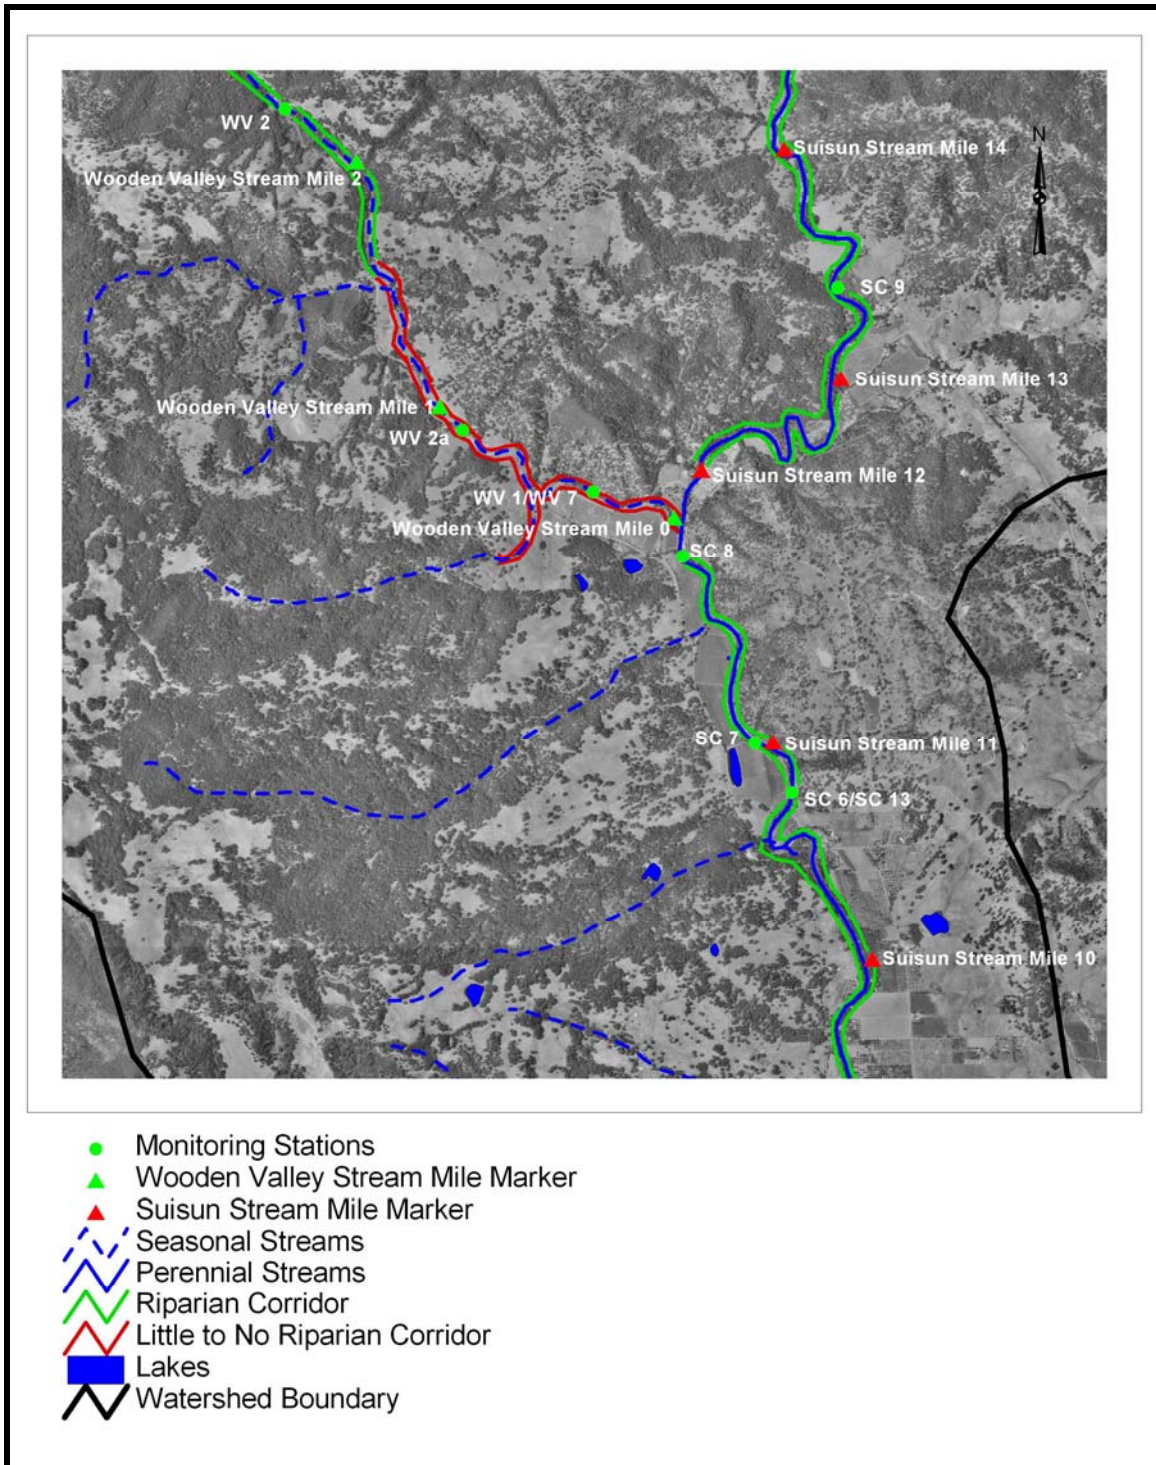 N
WV 2
Suisun Stream Mile 14
Wooden Valley Stream Mile 2
SC 9
Suisun Stream Mile 13
Wooden Valley Stream Mile 1
WV 2a
Suisun Stream Mile 12
WV 1/WV 7
Wooden Valley Stream Mile 0
SC 8
SC 7
Suisun Stream Mile 11
SC 6/SC 13
Suisun Stream Mile 10
Monitoring Stations
Wooden Valley Stream Mile Marker
Suisun Stream Mile Marker
Seasonal Streams
Perennial Streams
Riparian Corridor
Little to No Riparian Corridor
Lakes
Watershed Boundary